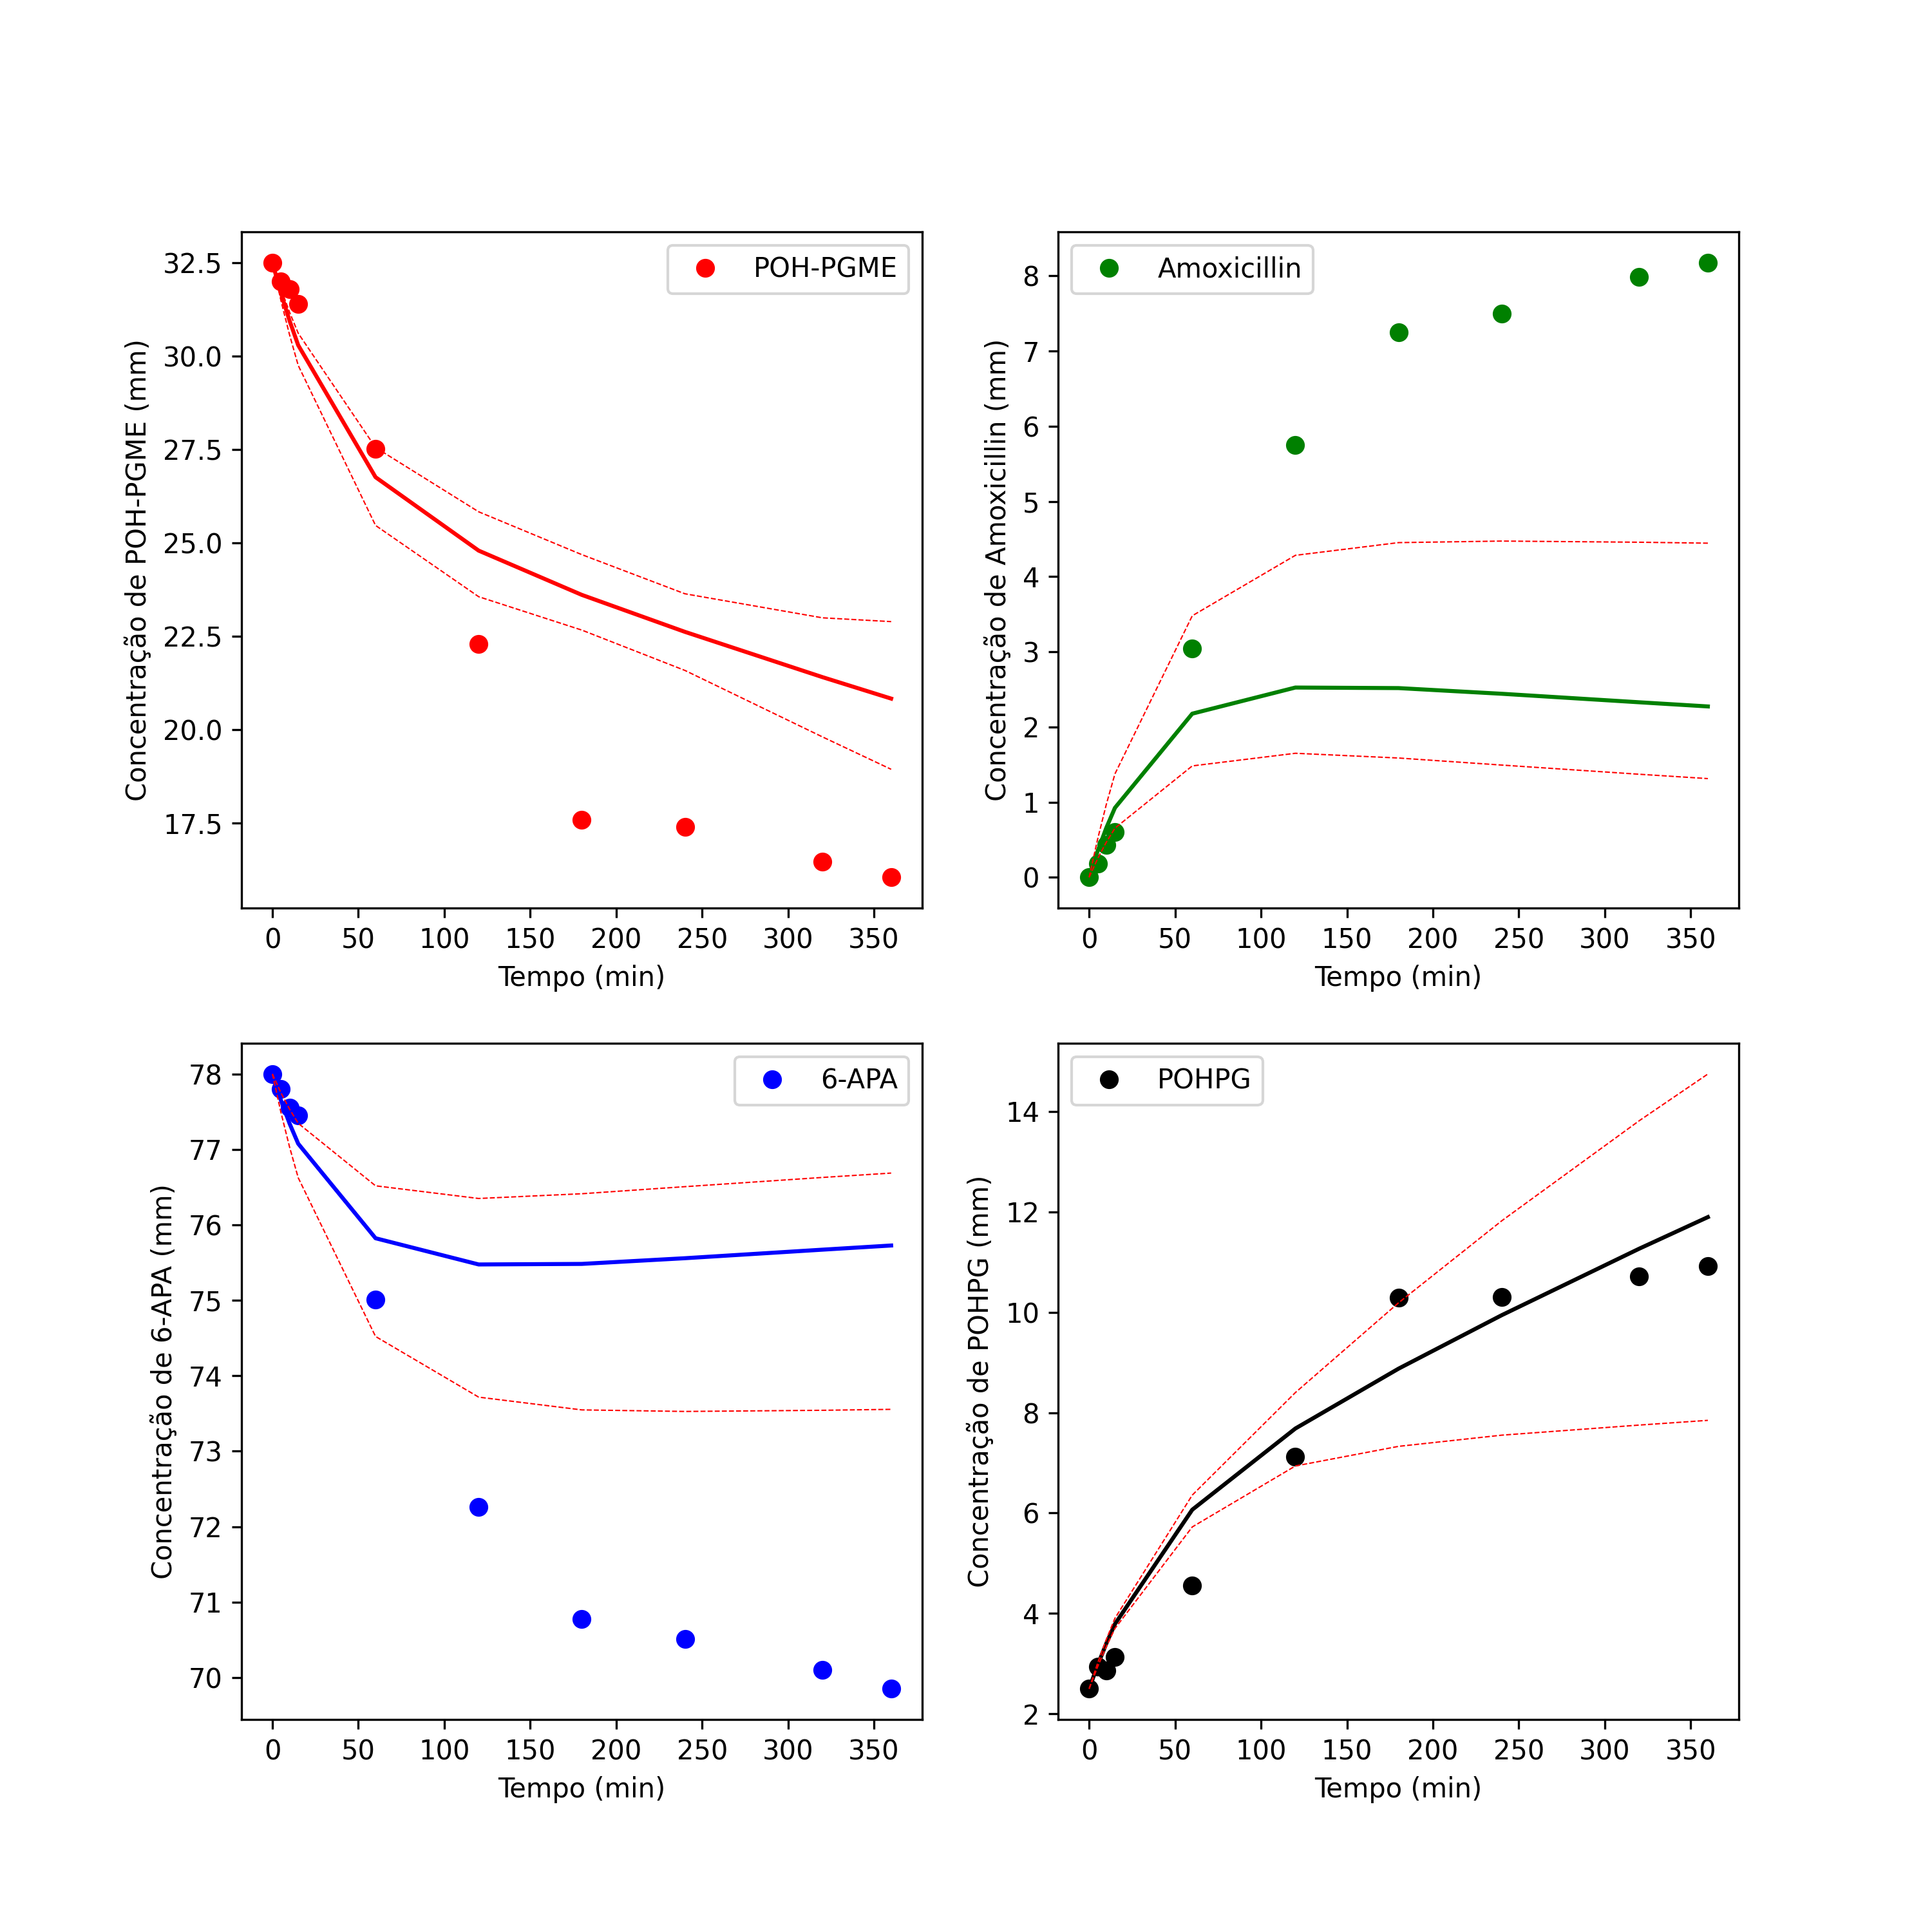 POH-PGME
Concentração de POH-PGME (mm)
32.5
30.0
27.5
25.0
22.5
20.0
17.5
0 50 100 150 200 250 300 350
Tempo (min)
Amoxicillin
Concentração de Amoxicillin (mm)
8
7
6
5
4
3
2
1
0
0 50 100 150 200 250 300 350
Tempo (min)
6-APA
Concentração de 6-APA (mm)
78
77
76
75
74
73
72
71
70
0 50 100 150 200 250 300 350
Tempo (min)
POHPG
Concentração de POHPG (mm)
14
12
10
8
6
4
2
0 50 100 150 200 250 300 350
Tempo (min)